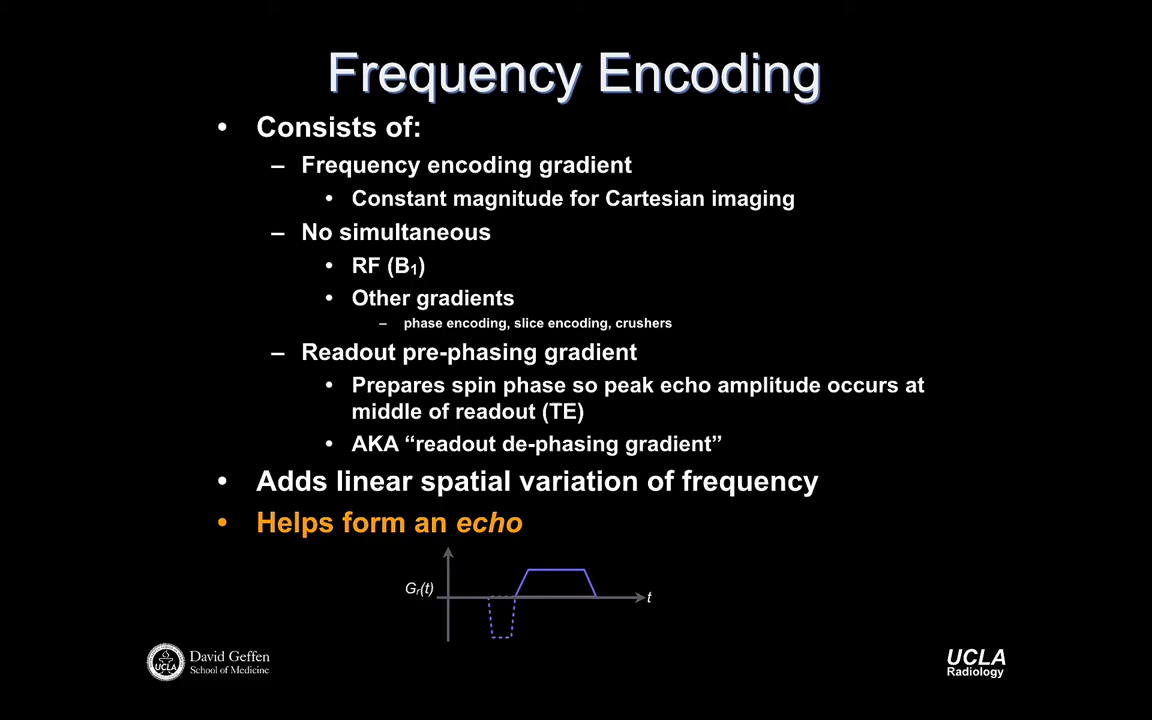 Frequency Encoding
• Consists of:
– Frequency encoding gradient
• Constant magnitude for Cartesian imaging
– No simultaneous
• RF (B₁)
• Other gradients
– phase encoding, slice encoding, crushers
– Readout pre-phasing gradient
• Prepares spin phase so peak echo amplitude occurs at
middle of readout (TE)
• AKA “readout de-phasing gradient”
• Adds linear spatial variation of frequency
• Helps form an echo
Gᵣ(t)
t
UCLA
David Geffen
School of Medicine
UCLA
Radiology